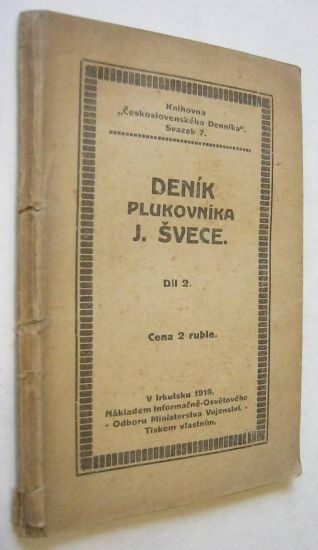 Knihovna
„Československého Denníka".
Svazek 7.
DENÍK
PLUKOVNÍKA
J. ŠVECE.
Díl 2.
Cena 2 ruble.
V Irkutsku 1919.
Nákladem Informačně-Osvětového
- Odboru Ministerstva Vojenství. -
Tiskem vlastním.